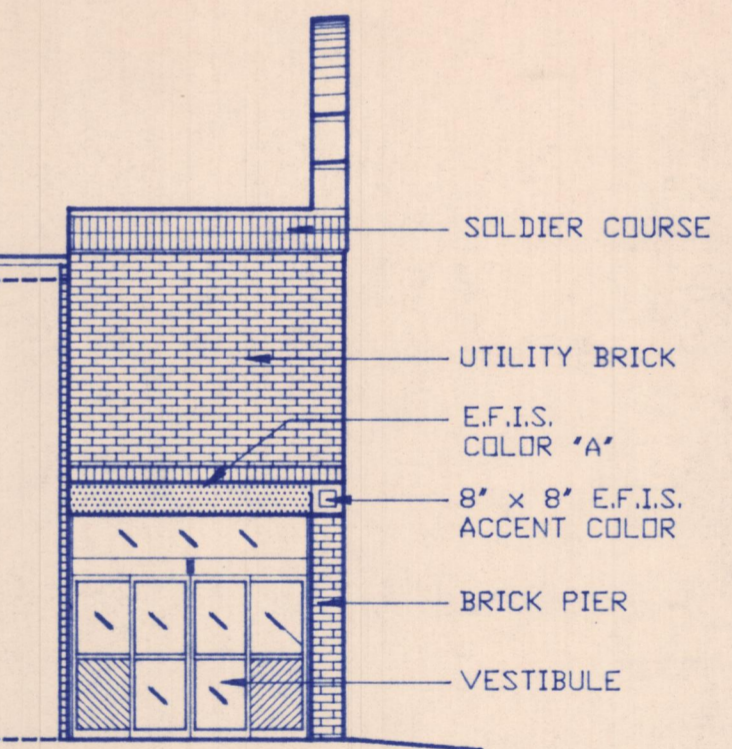 SOLDIER COURSE
UTILITY BRICK
E.F.I.S.
COLOR "A"
8" x 8" E.F.I.S.
ACCENT COLOR
BRICK PIER
VESTIBULE